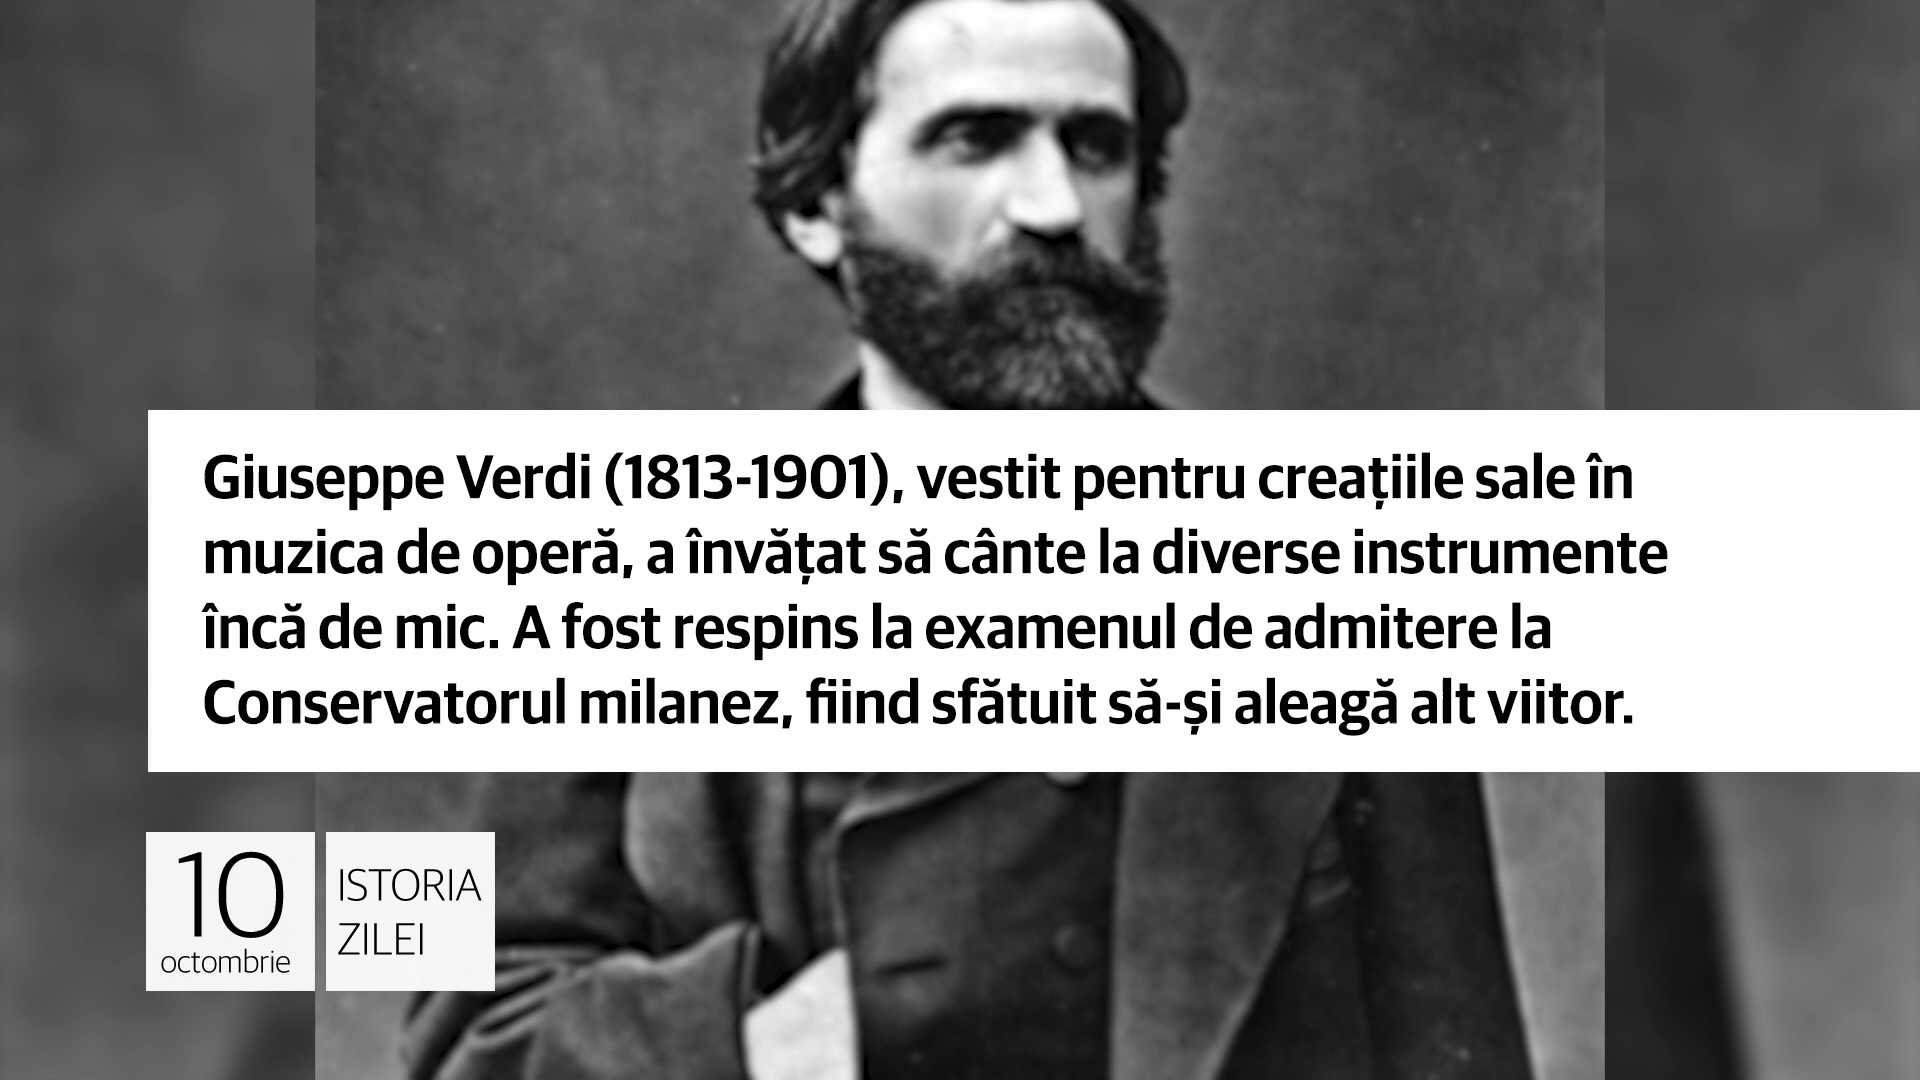 Giuseppe Verdi (1813-1901), vestit pentru creațiile sale în
muzica de operă, a învățat să cânte la diverse instrumente
încă de mic. A fost respins la examenul de admitere la
Conservatorul milanez, fiind sfătuit să-și aleagă alt viitor.
10
octombrie
ISTORIA
ZILEI